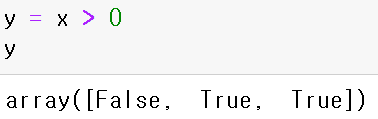 y = x > 0
y
array([False,  True,  True])